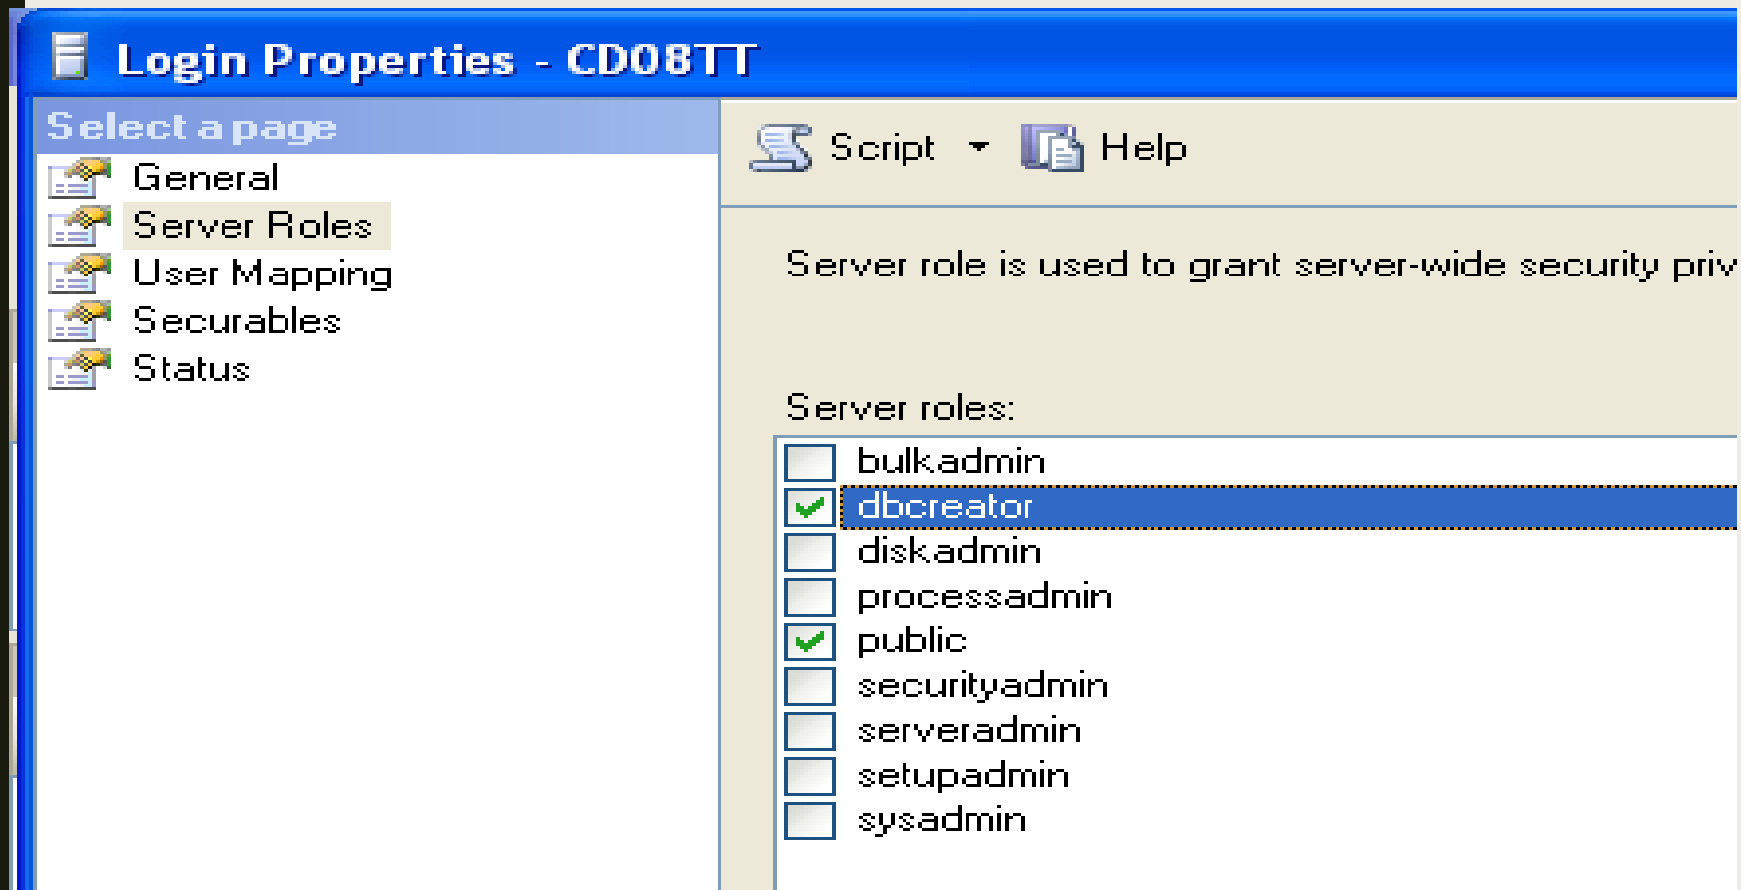 Login Properties - CD08TT
Select a page
General
Server Roles
User Mapping
Securables
Status
Script Help
Server role is used to grant server-wide security priv
Server roles:
bulkadmin
dbcreator
diskadmin
processadmin
public
securityadmin
serveradmin
setupadmin
sysadmin